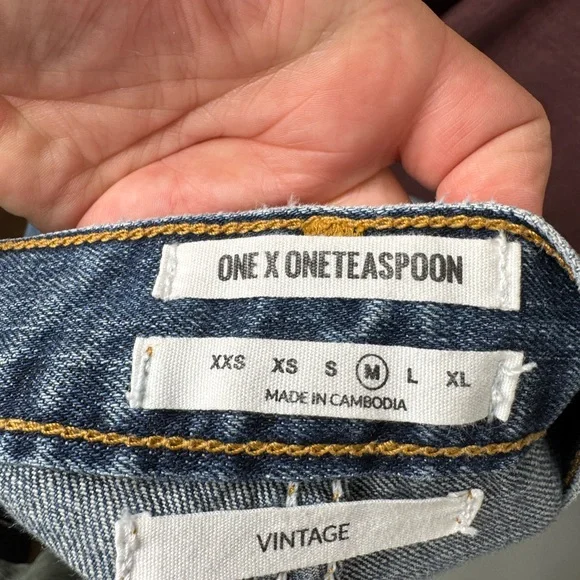 ONE X ONETEASPOON
XXS XS S M L XL
MADE IN CAMBODIA
VINTAGE